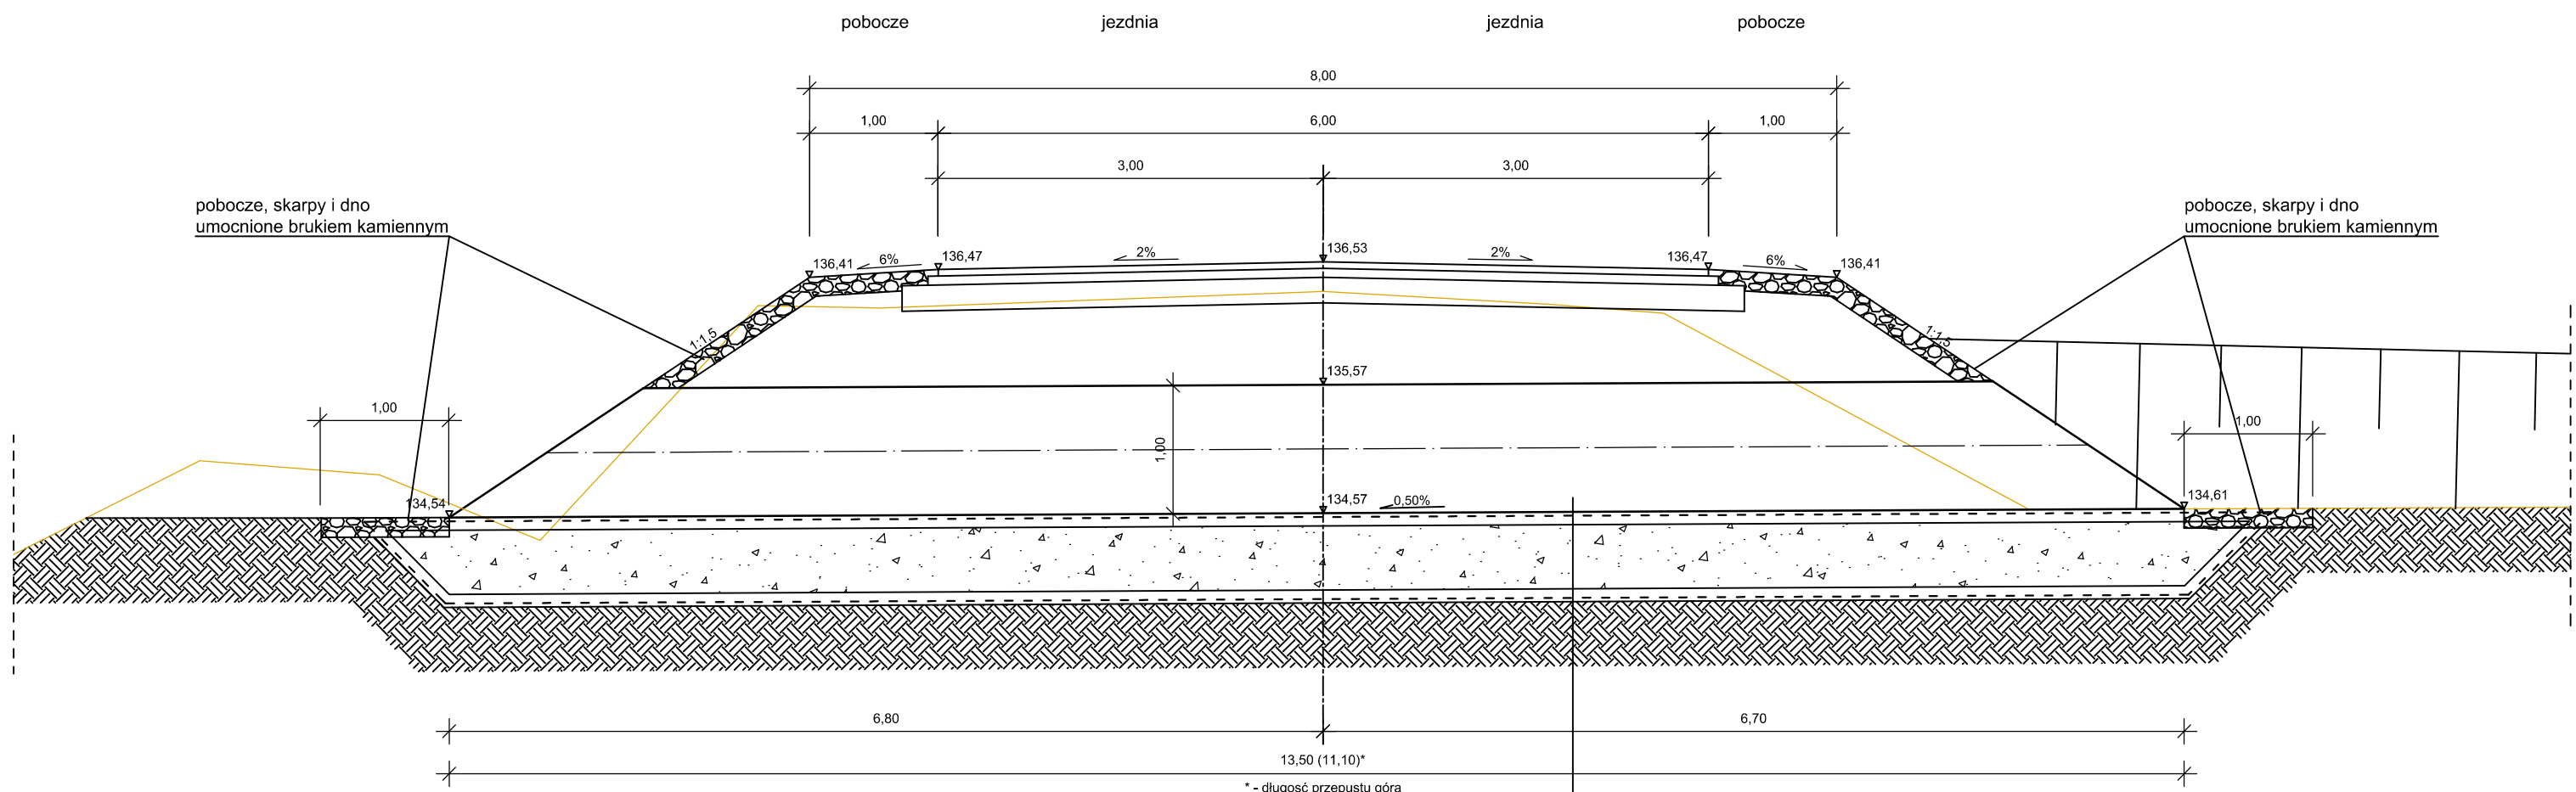 pobocze jezdnia jezdnia pobocze
8,00
1,00 6,00 1,00
3,00 3,00
pobocze, skarpy i dno
umocnione brukiem kamiennym
pobocze, skarpy i dno
umocnione brukiem kamiennym
136,41 6% 136,47 2% 136,53 2% 136,47 6% 136,41
1:1,5 1:1,5
135,57
1,00 1,00 1,00
134,54 134,57 0,50% 134,61
6,80 6,70
13,50 (11,10)*
* - długość przepustu górą